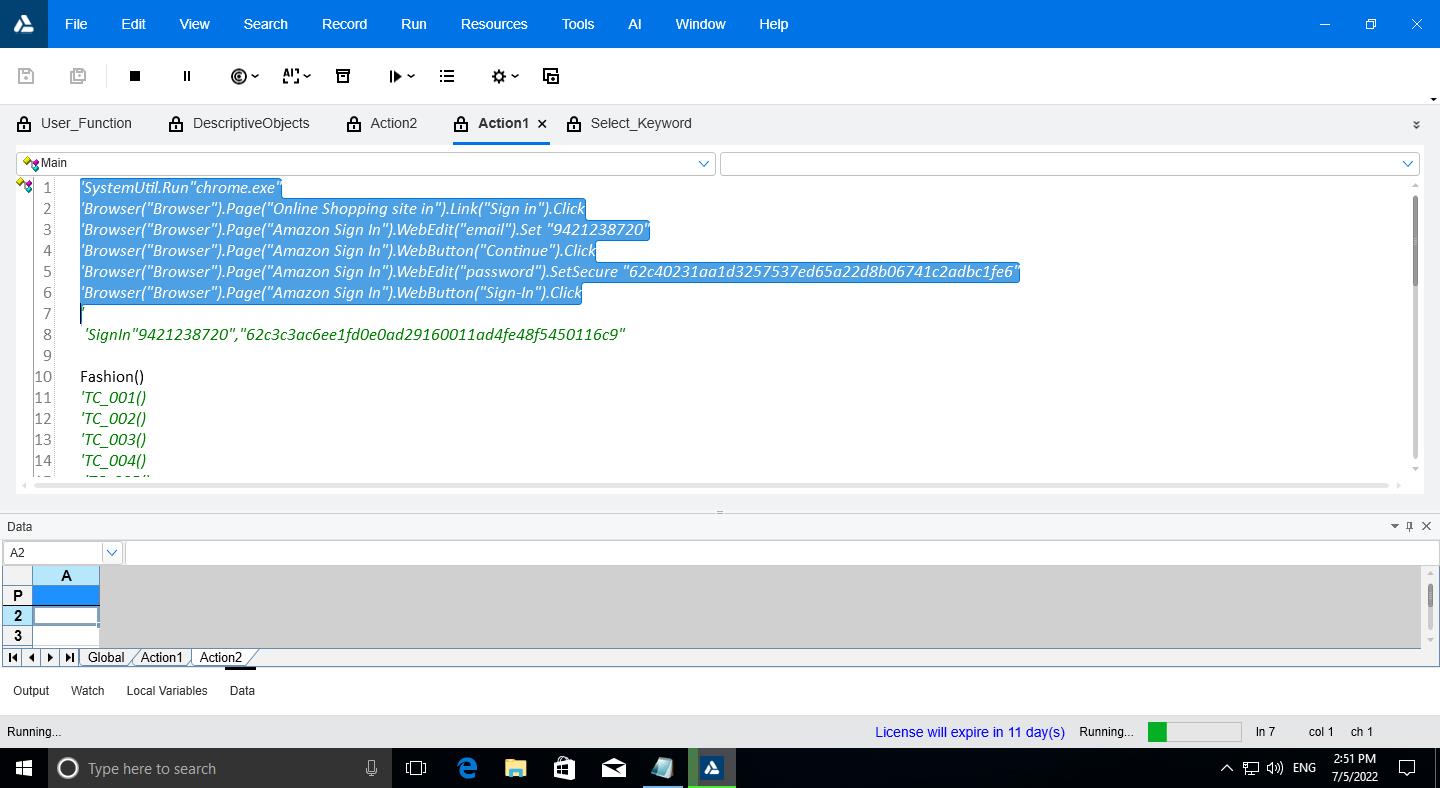 File Edit View Search Record Run Resources Tools AI Window Help
User_Function DescriptiveObjects Action2 Action1 Select_Keyword
Main
1 'SystemUtil.Run"chrome.exe"
2 'Browser("Browser").Page("Online Shopping site in").Link("Sign in").Click
3 'Browser("Browser").Page("Amazon Sign In").WebEdit("email").Set "9421238720"
4 'Browser("Browser").Page("Amazon Sign In").WebButton("Continue").Click
5 'Browser("Browser").Page("Amazon Sign In").WebEdit("password").SetSecure "62c40231aa1d3257537ed65a22d8b06741c2adbc1fe6"
6 'Browser("Browser").Page("Amazon Sign In").WebButton("Sign-In").Click
7 '
8 'SignIn"9421238720","62c3c3ac6ee1fd0e0ad29160011ad4fe48f5450116c9"
9
10 Fashion()
11 'TC_001()
12 'TC_002()
13 'TC_003()
14 'TC_004()
Data
A2
A
P
2
3
Global Action1 Action2
Output Watch Local Variables Data
Running... License will expire in 11 day(s) Running... ln 7 col 1 ch 1
Type here to search ENG 2:51 PM
7/5/2022